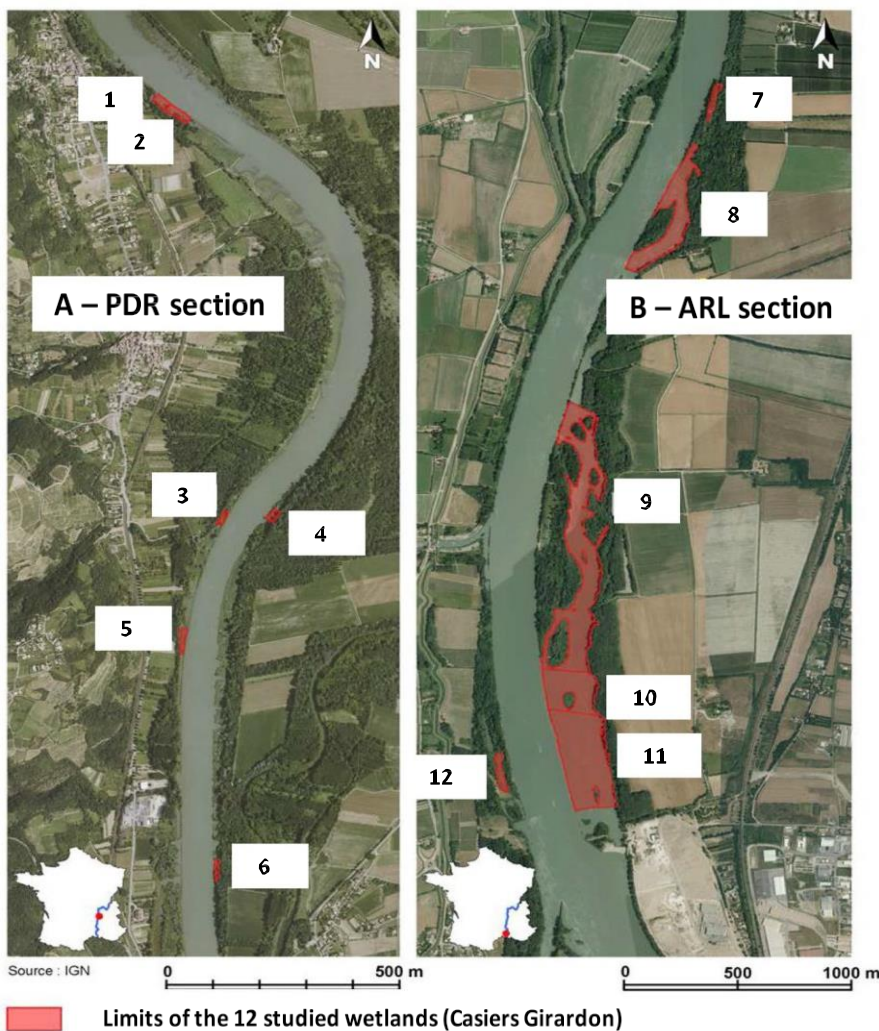 N
1
2
A – PDR section
3
4
5
6
Source : IGN
0 500 m
N
7
8
B – ARL section
9
10
11
12
0 500 1000 m
Limits of the 12 studied wetlands (Casiers Girardon)